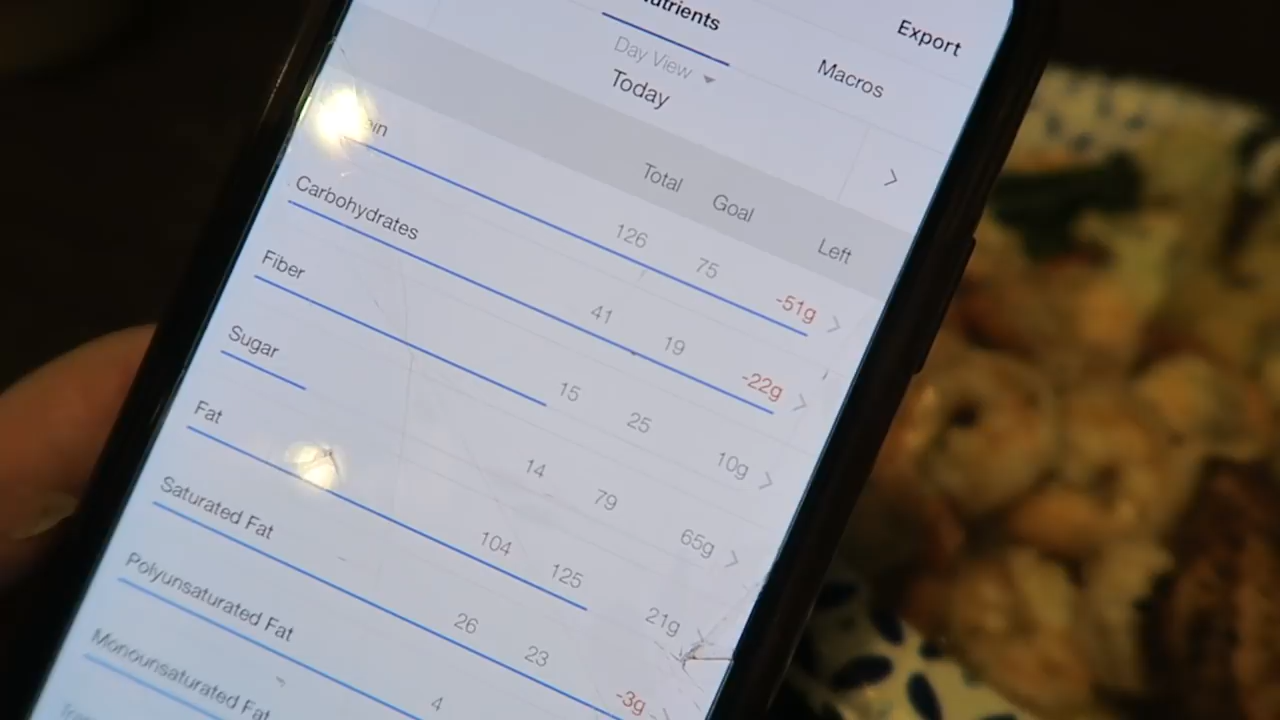 Export
Macros
Day View
Today
Total Goal Left
126 75 -51g
Carbohydrates 41 19 -22g
Fiber 15 25 10g
Sugar 14 79 65g
Fat 104 125 21g
Saturated Fat 26 23 -3g
Polyunsaturated Fat 4
Monounsaturated Fat